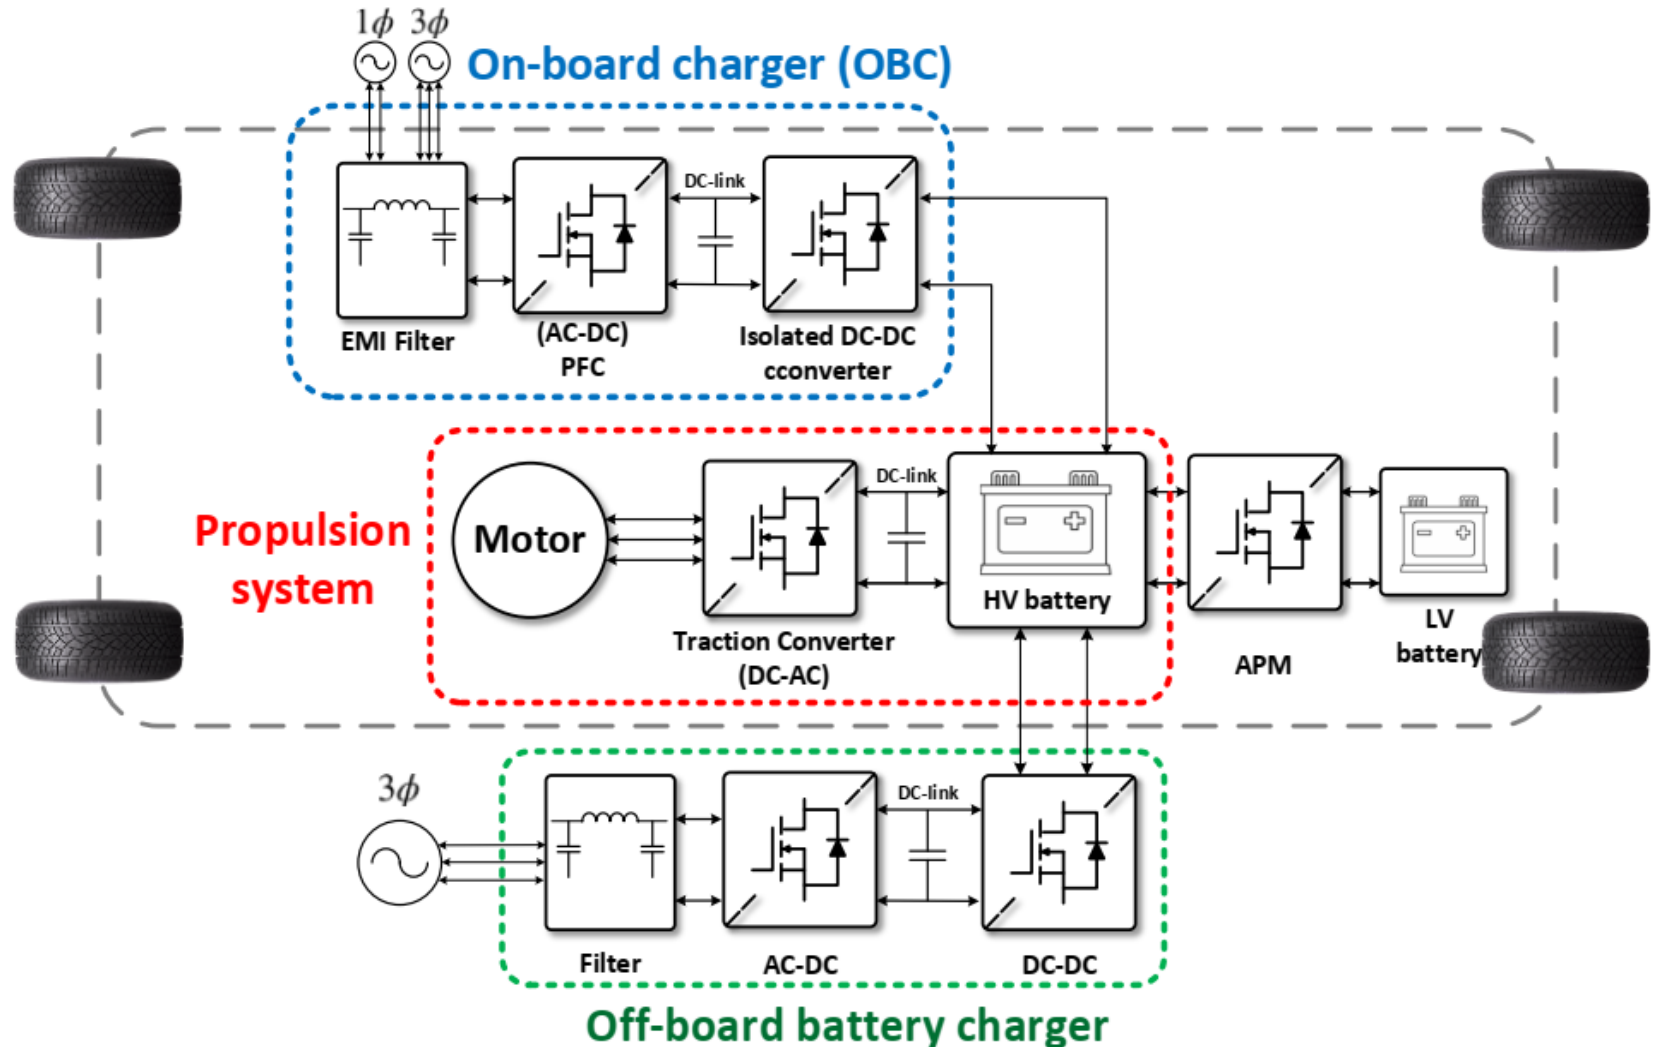 1ϕ 3ϕ
On-board charger (OBC)
DC-link
EMI Filter
(AC-DC)
PFC
Isolated DC-DC
cconverter
Propulsion
system
Motor
DC-link
HV battery
Traction Converter
(DC-AC)
APM
LV
battery
3ϕ
DC-link
Filter
AC-DC
DC-DC
Off-board battery charger